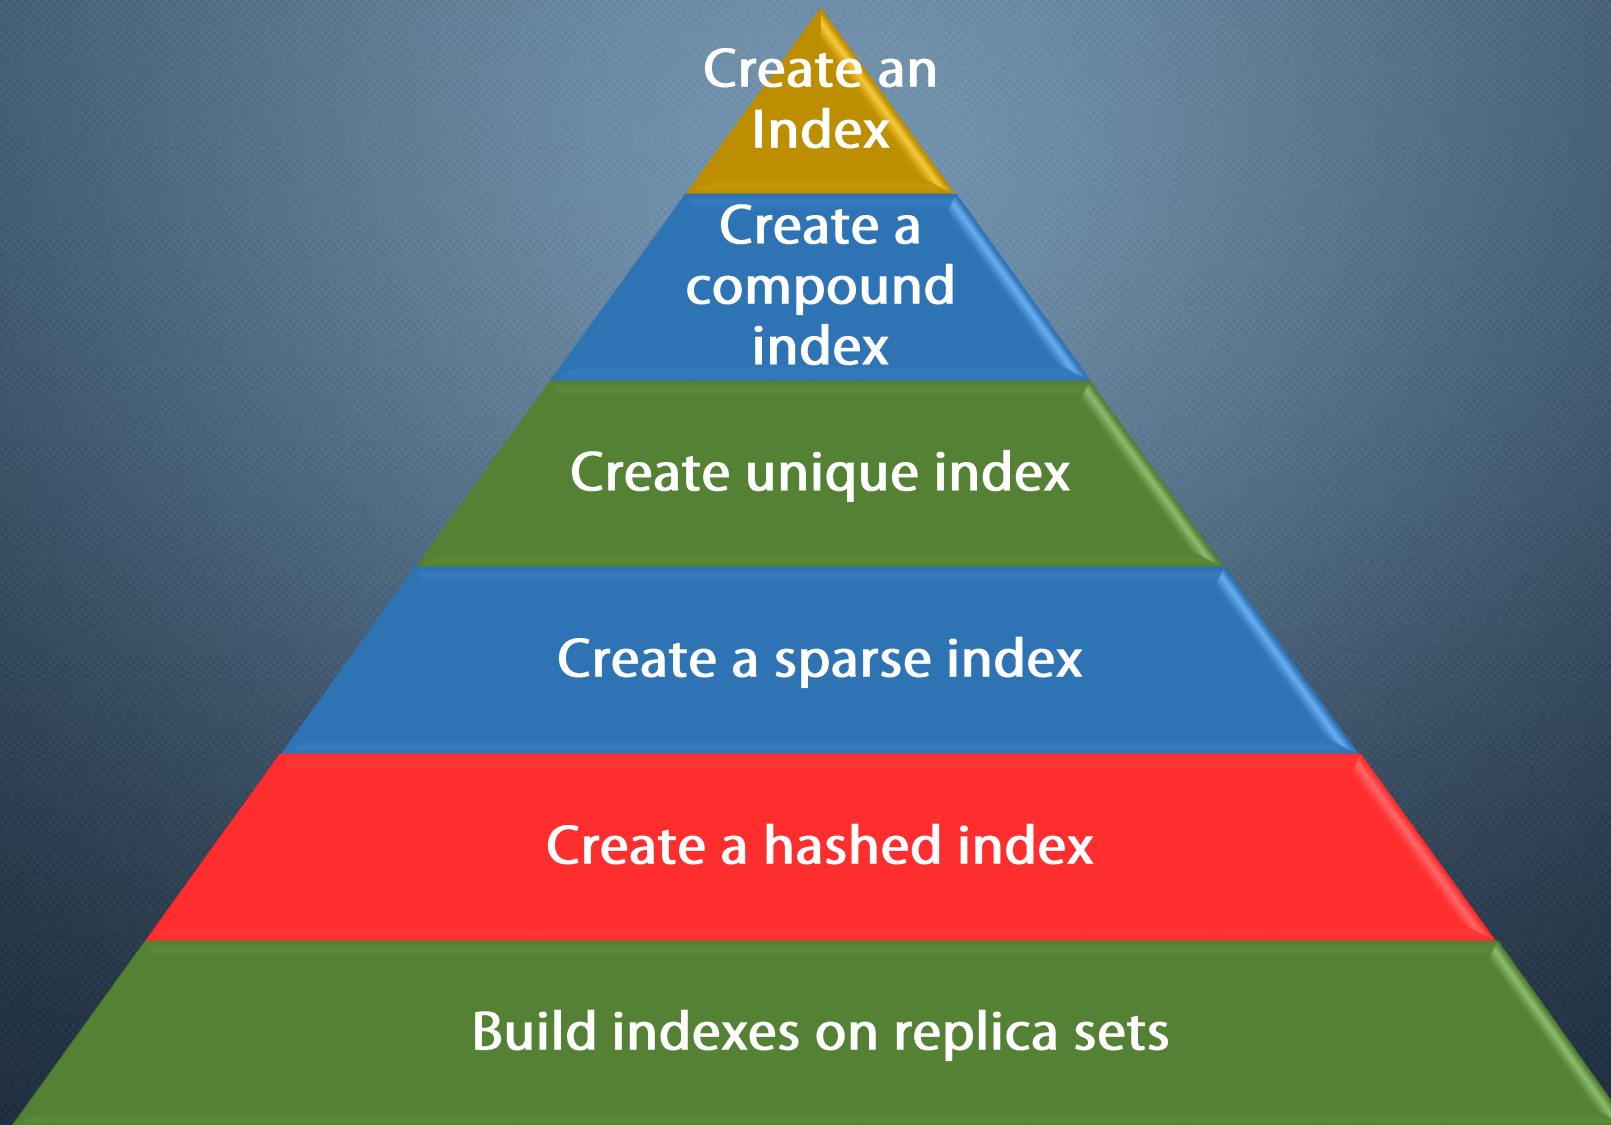 Create an
Index
Create a
compound
index
Create unique index
Create a sparse index
Create a hashed index
Build indexes on replica sets